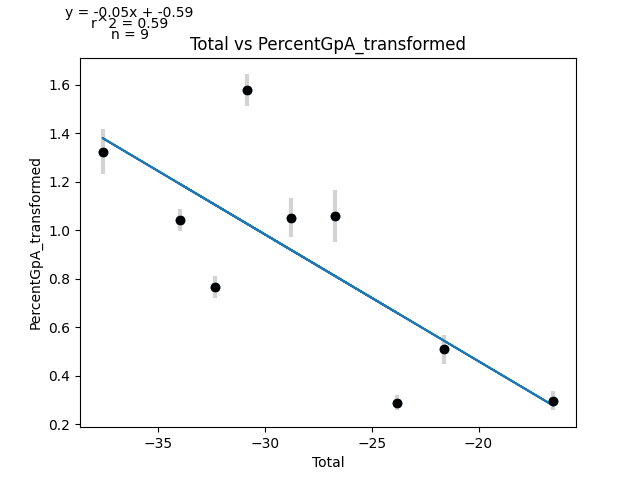 y = -0.05x + -0.59
r^2 = 0.59
n = 9
Total vs PercentGpA_transformed
1.6
1.4
1.2
1.0
0.8
0.6
0.4
0.2
PercentGpA_transformed
−35
−30
−25
−20
Total